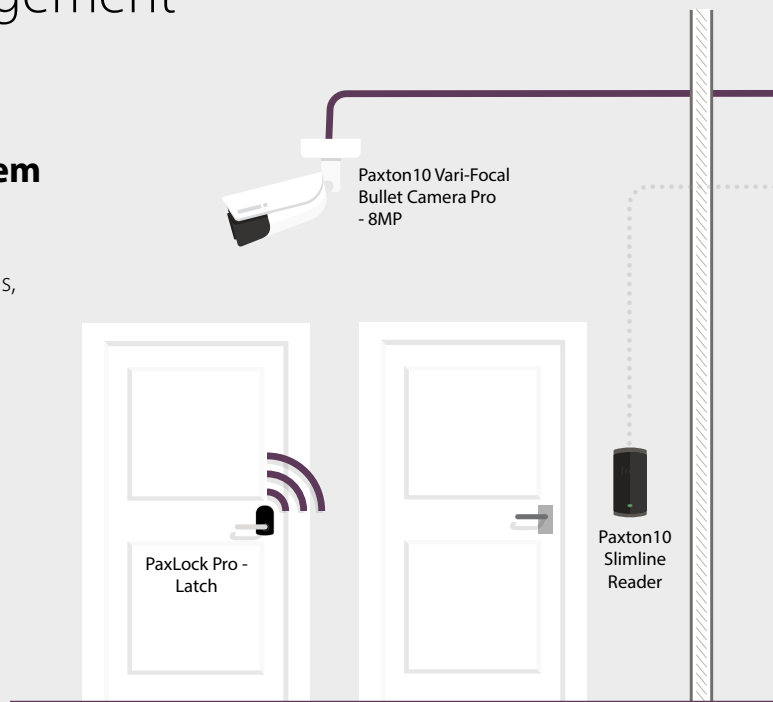 gement
em
s,
Paxton10 Vari-Focal
Bullet Camera Pro
- 8MP
PaxLock Pro -
Latch
Paxton10
Slimline
Reader